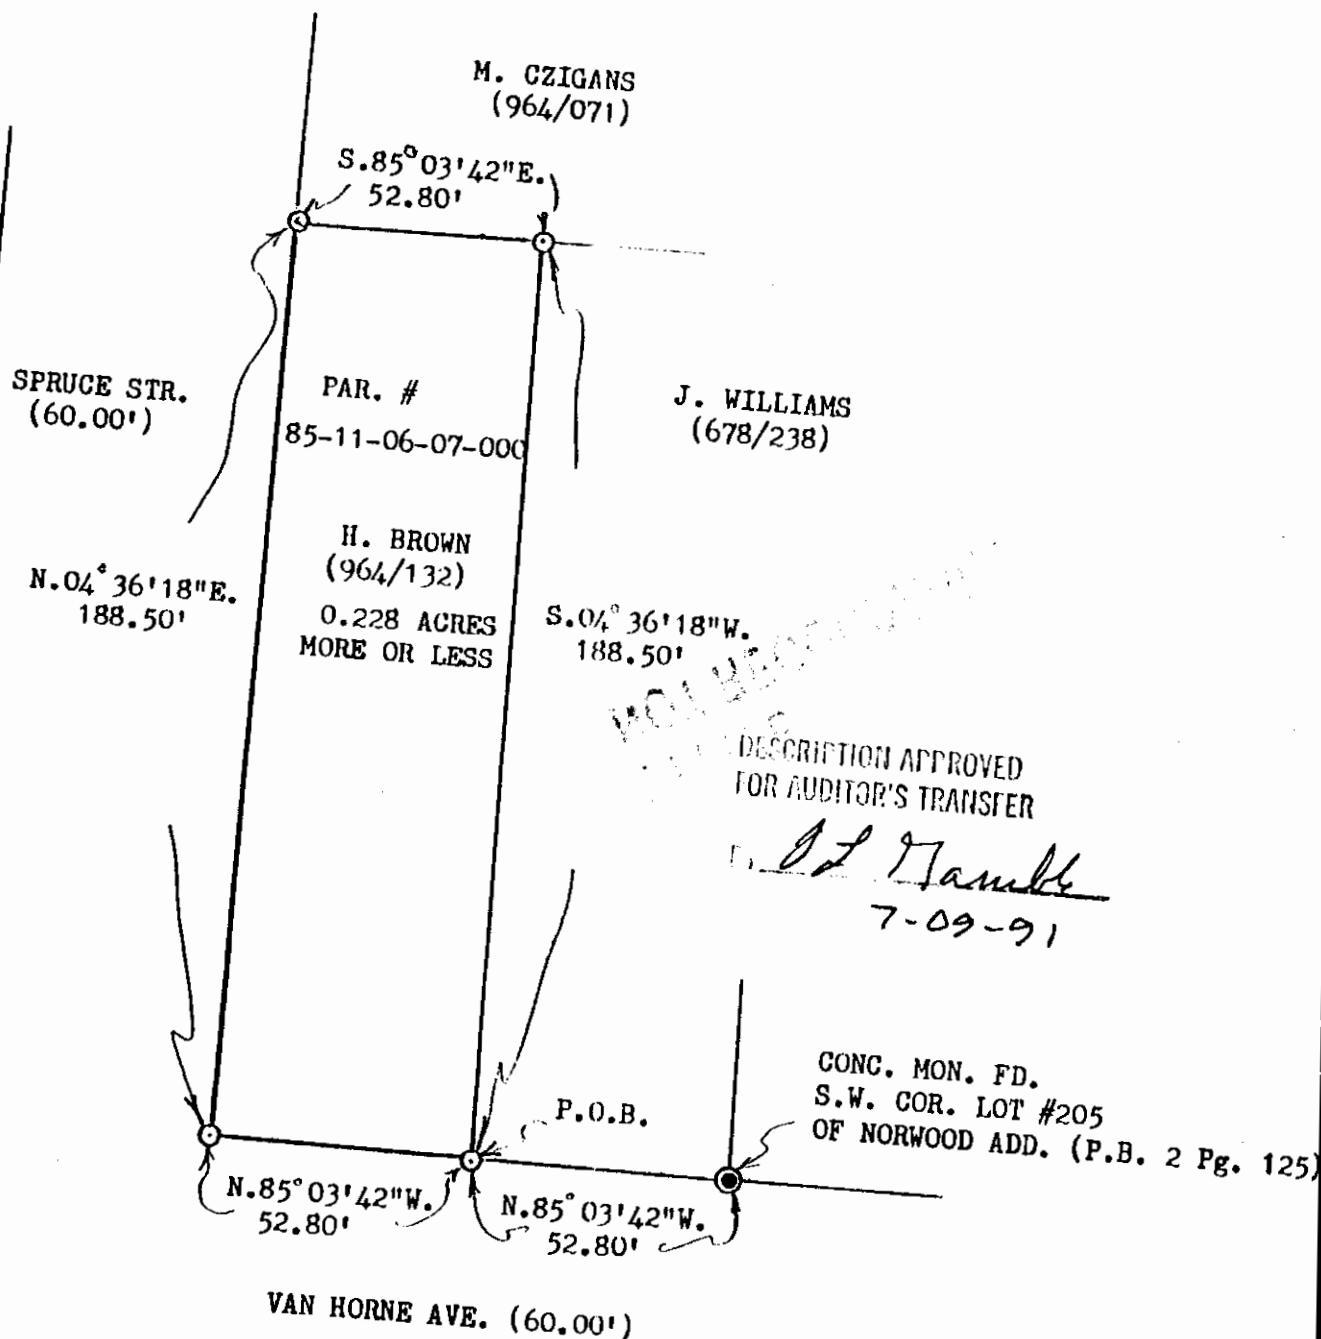 M. CZIGANS
(964/071)
S.85°03'42"E.
52.80'
SPRUCE STR.
(60.00')
PAR. #
85-11-06-07-000
J. WILLIAMS
(678/238)
H. BROWN
(964/132)
0.228 ACRES
MORE OR LESS
N.04°36'18"E.
188.50'
S.04°36'18"W.
188.50'
DESCRIPTION APPROVED
FOR AUDITOR'S TRANSFER
7-09-91
P.O.B.
CONC. MON. FD.
S.W. COR. LOT #205
OF NORWOOD ADD. (P.B. 2 Pg. 125)
N.85°03'42"W.
52.80'
N.85°03'42"W.
52.80'
VAN HORNE AVE. (60.00')